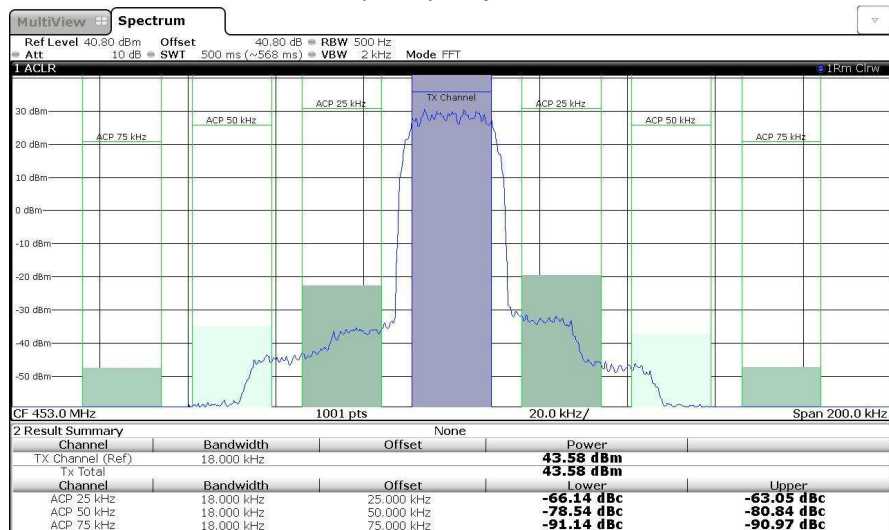 MultiView Spectrum
Ref Level 40.80 dBm Offset 40.80 dB RBW 500 Hz
Att 10 dB SWT 500 ms (~568 ms) VBW 2 kHz Mode FFT
1 ACLR 1Rm Clrw
TX Channel
ACP 25 kHz ACP 25 kHz
30 dBm
ACP 50 kHz ACP 50 kHz
ACP 75 kHz ACP 75 kHz
20 dBm
10 dBm
0 dBm
-10 dBm
-20 dBm
-30 dBm
-40 dBm
-50 dBm
CF 453.0 MHz 1001 pts 20.0 kHz/ Span 200.0 kHz
2 Result Summary None
Channel Bandwidth Offset Power
TX Channel (Ref) 18.000 kHz 43.58 dBm
Tx Total 43.58 dBm
Channel Bandwidth Offset Lower Upper
ACP 25 kHz 18.000 kHz 25.000 kHz -66.14 dBc -63.05 dBc
ACP 50 kHz 18.000 kHz 50.000 kHz -78.54 dBc -80.84 dBc
ACP 75 kHz 18.000 kHz 75.000 kHz -91.14 dBc -90.97 dBc